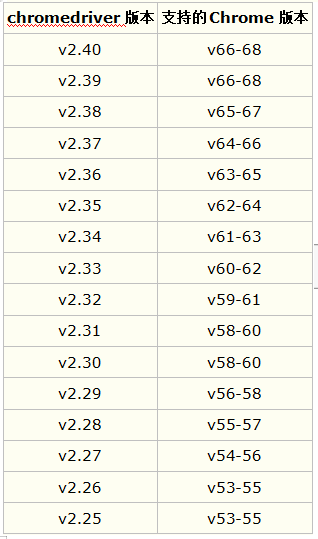 chromedriver 版本 支持的Chrome 版本
v2.40 v66-68
v2.39 v66-68
v2.38 v65-67
v2.37 v64-66
v2.36 v63-65
v2.35 v62-64
v2.34 v61-63
v2.33 v60-62
v2.32 v59-61
v2.31 v58-60
v2.30 v58-60
v2.29 v56-58
v2.28 v55-57
v2.27 v54-56
v2.26 v53-55
v2.25 v53-55